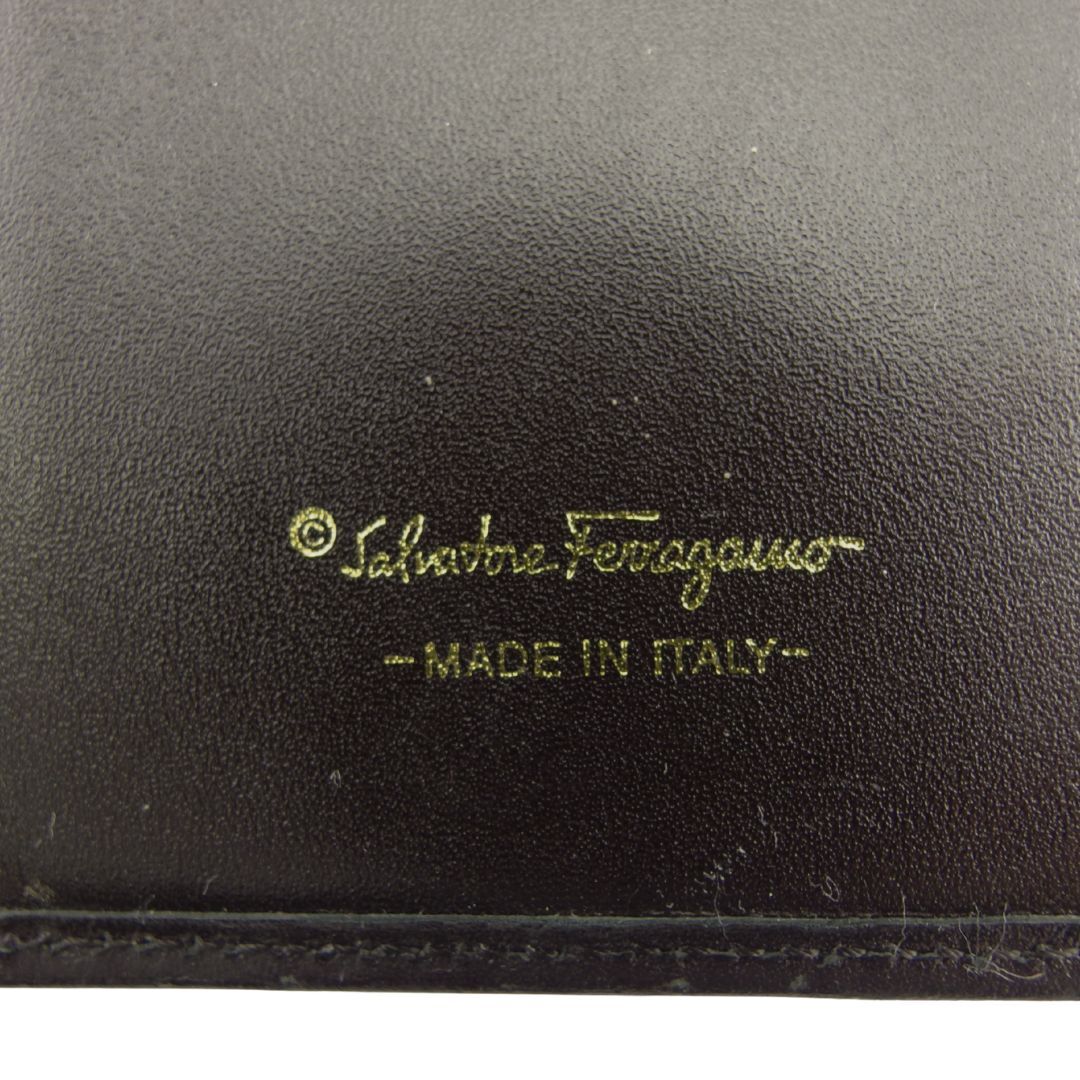 © Salvatore Ferragamo
-MADE IN ITALY-